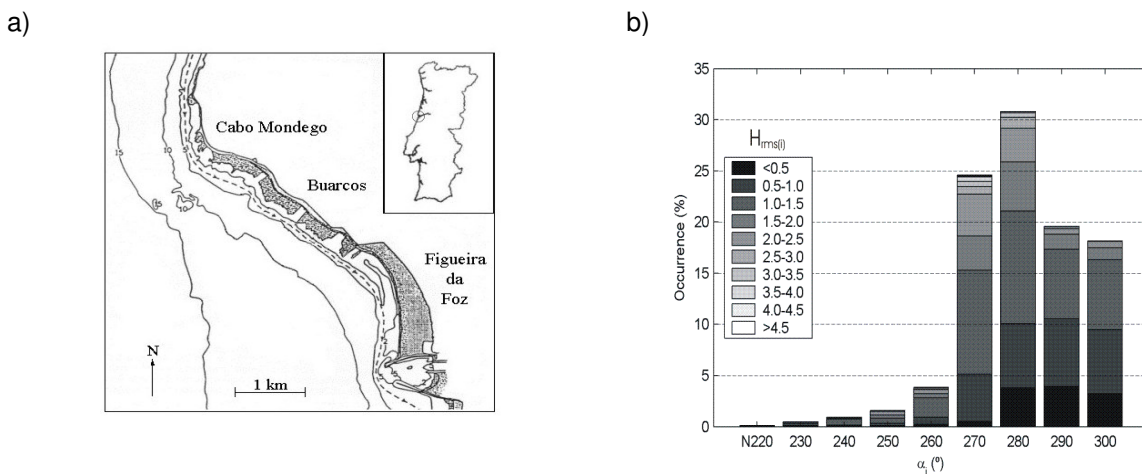 a)
Cabo Mondego
Buarcos
Figueira
da
Foz
N
1 km
15
10
5
10
b)
35
30
25
20
15
10
5
0
Occurrence (%)
H_rms(i)
<0.5
0.5-1.0
1.0-1.5
1.5-2.0
2.0-2.5
2.5-3.0
3.0-3.5
3.5-4.0
4.0-4.5
>4.5
N220 230 240 250 260 270 280 290 300
α_i (º)